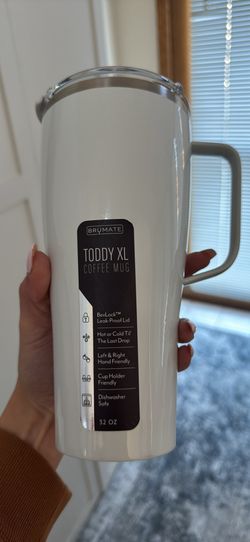 BRÜMATE
TODDY XL
COFFEE MUG
BevLock™
Leak Proof Lid
Hot or Cold Til'
The Last Drop
Left & Right
Hand Friendly
Cup Holder
Friendly
Dishwasher
Safe
32 OZ